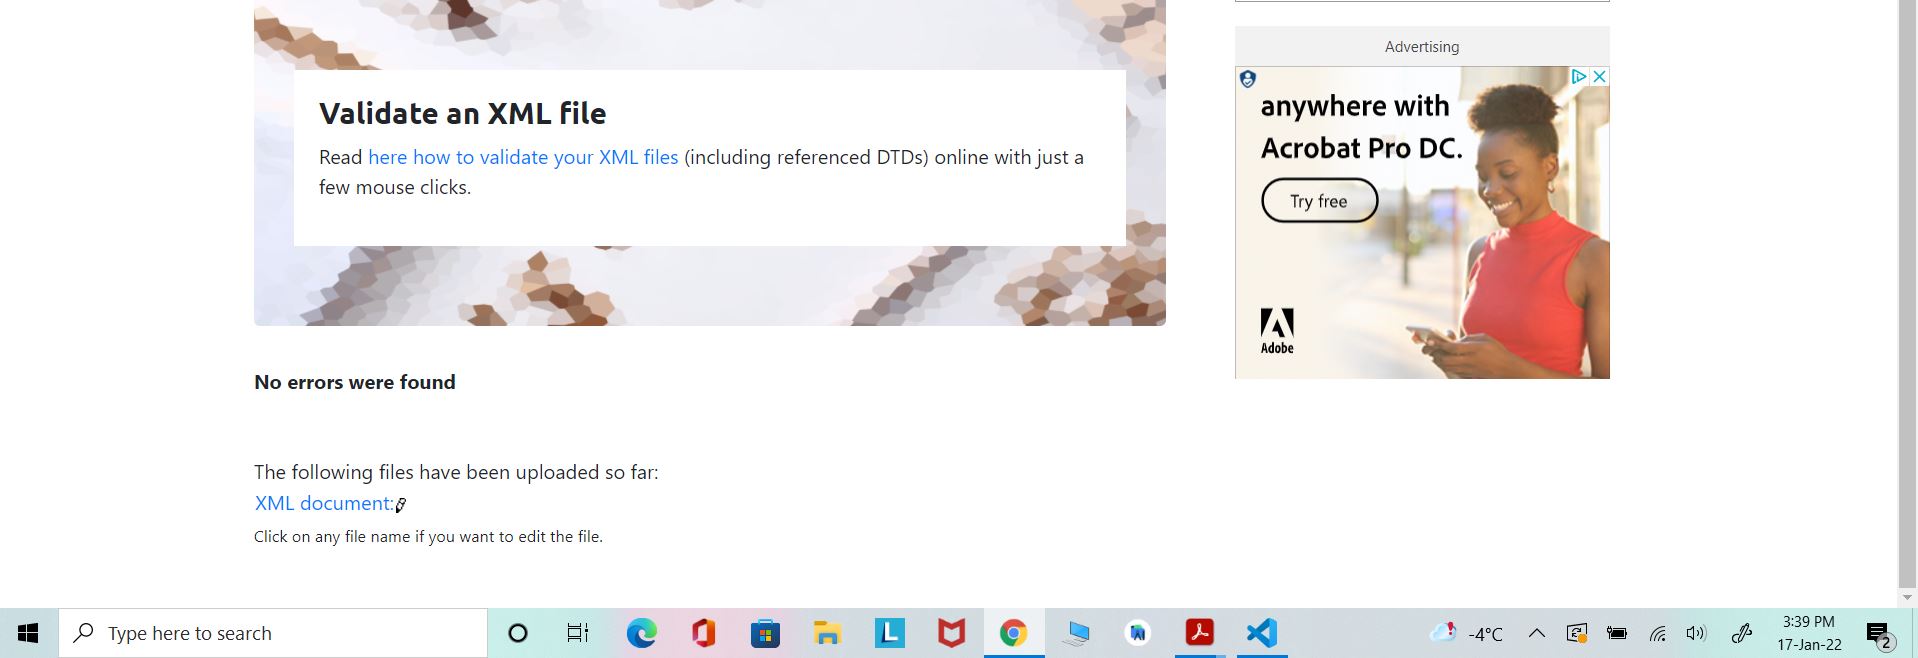 Validate an XML file
Read here how to validate your XML files (including referenced DTDs) online with just a
few mouse clicks.
Advertising
anywhere with
Acrobat Pro DC.
Try free
Adobe
No errors were found
The following files have been uploaded so far:
XML document:
Click on any file name if you want to edit the file.
Type here to search
L
-4°C
3:39 PM
17-Jan-22
2